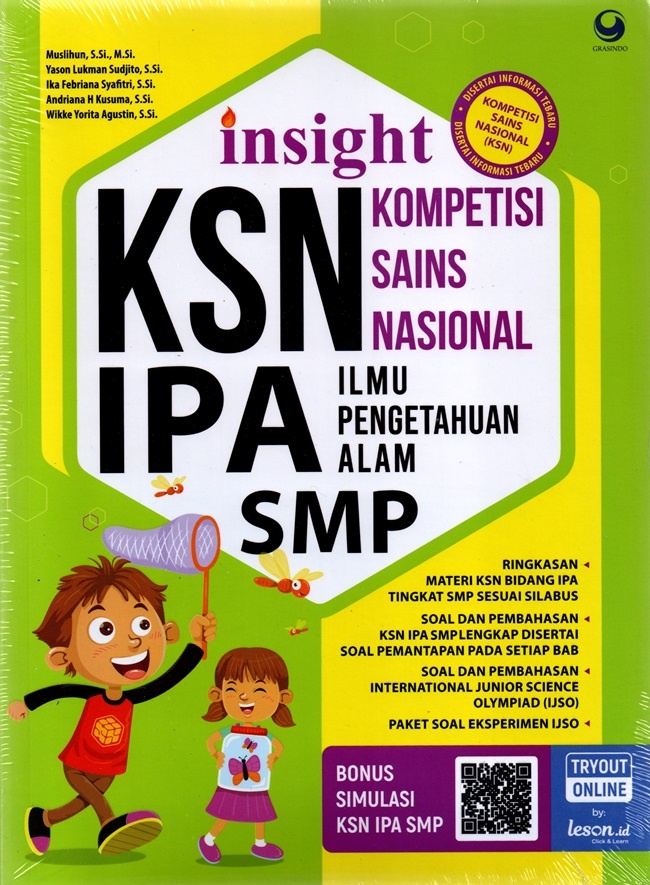 Muslihun, S.Si., M.Si.
Yason Lukman Sudjito, S.Si.
Ika Febriana Syafitri, S.Si.
Andriana H Kusuma, S.Si.
Wikke Yorita Agustin, S.Si.
GRASINDO
DISERTAI INFORMASI TEBARU
KOMPETISI
SAINS
NASIONAL
(KSN)
DISERTAI INFORMASI TEBARU
insight
KSN
KOMPETISI
SAINS
NASIONAL
IPA
ILMU
PENGETAHUAN
ALAM
SMP
RINGKASAN
MATERI KSN BIDANG IPA
TINGKAT SMP SESUAI SILABUS
SOAL DAN PEMBAHASAN
KSN IPA SMP LENGKAP DISERTAI
SOAL PEMANTAPAN PADA SETIAP BAB
SOAL DAN PEMBAHASAN
INTERNATIONAL JUNIOR SCIENCE
OLYMPIAD (IJSO)
PAKET SOAL EKSPERIMEN IJSO
BONUS
SIMULASI
KSN IPA SMP
TRYOUT
ONLINE
by:
leson.id
Click & Learn